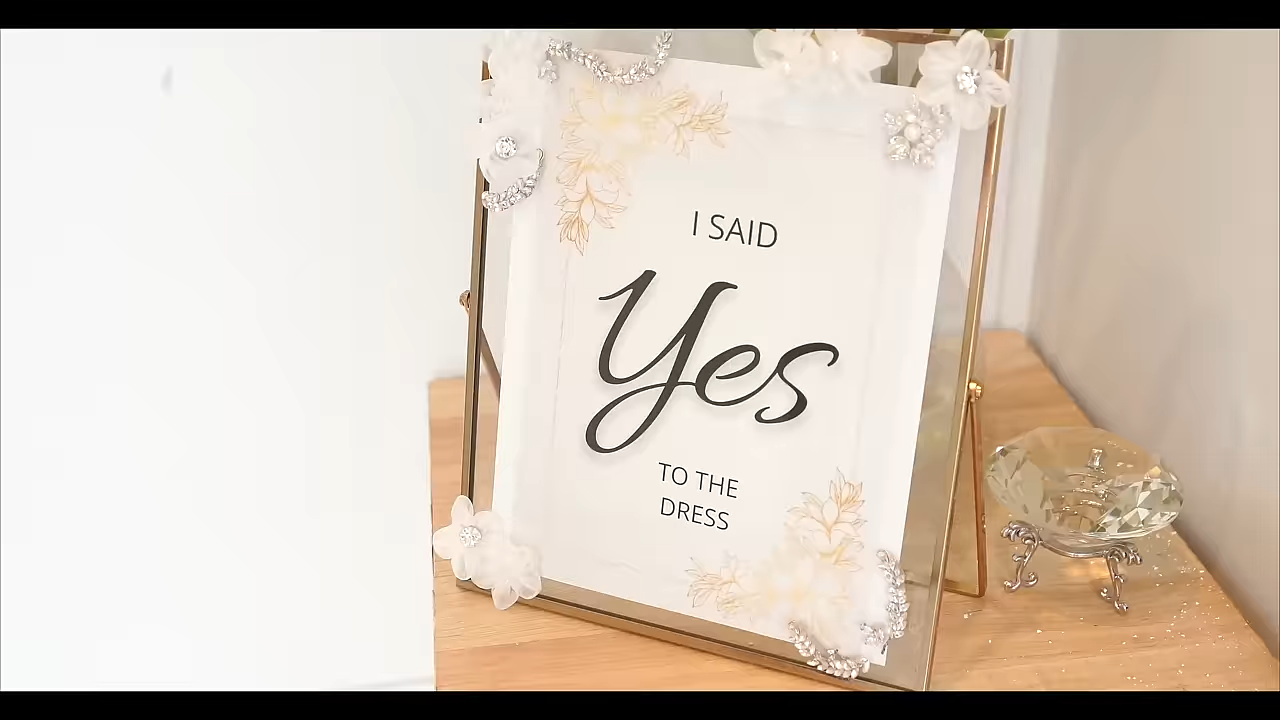 I SAID
Yes
TO THE
DRESS